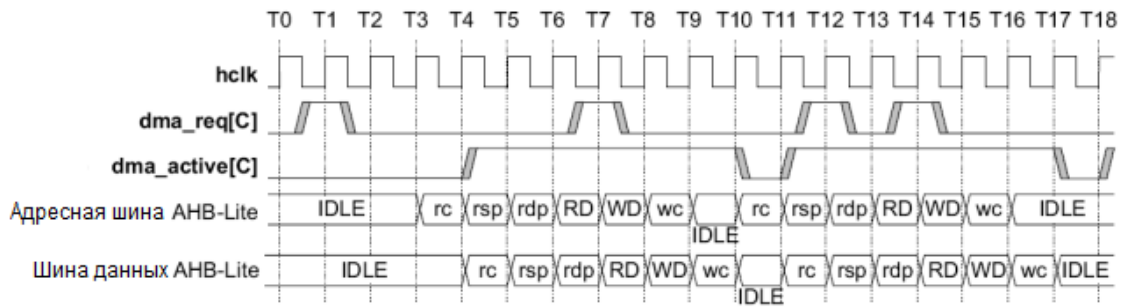 T0 T1 T2 T3 T4 T5 T6 T7 T8 T9 T10 T11 T12 T13 T14 T15 T16 T17 T18
hclk
dma_req[C]
dma_active[C]
Адресная шина AHB-Lite IDLE rc rsp rdp RD WD wc IDLE rc rsp rdp RD WD wc IDLE
Шина данных AHB-Lite IDLE rc rsp rdp RD WD wc IDLE rc rsp rdp RD WD wc IDLE